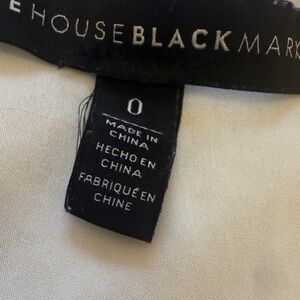 E HOUSE BLACK MARK
0
MADE IN
CHINA
HECHO EN
CHINA
FABRIQUÉ EN
CHINE